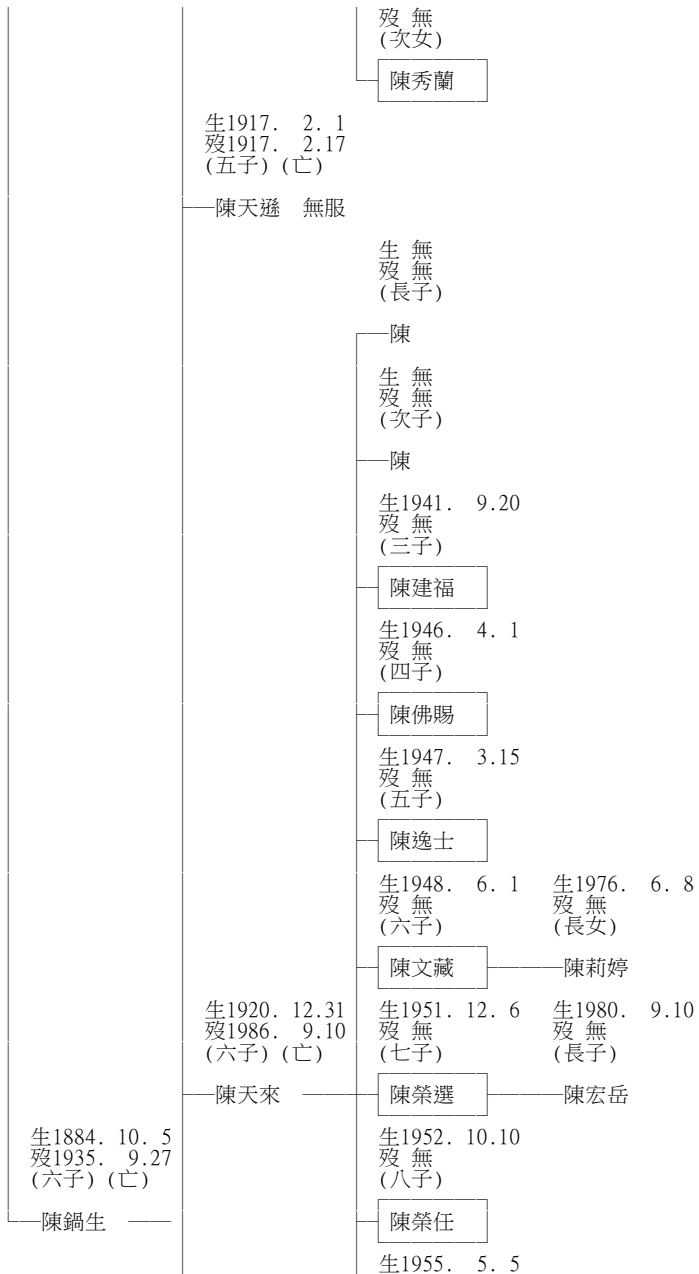 歿 無
(次女)
陳秀蘭
生1917. 2. 1
歿1917. 2.17
(五子)(亡)
陳天遜 無服
生 無
歿 無
(長子)
陳
生 無
歿 無
(次子)
陳
生1941. 9.20
歿 無
(三子)
陳建福
生1946. 4. 1
歿 無
(四子)
陳佛賜
生1947. 3.15
歿 無
(五子)
陳逸士
生1948. 6. 1 生1976. 6. 8
歿 無 歿 無
(六子) (長女)
陳文藏 陳莉婷
生1920.12.31 生1951.12. 6 生1980. 9.10
歿1986. 9.10 歿 無 歿 無
(六子)(亡) (七子) (長子)
陳天來 陳榮選 陳宏岳
生1884.10. 5 生1952.10.10
歿1935. 9.27 歿 無
(六子)(亡) (八子)
陳鍋生 陳榮任
生1955. 5. 5